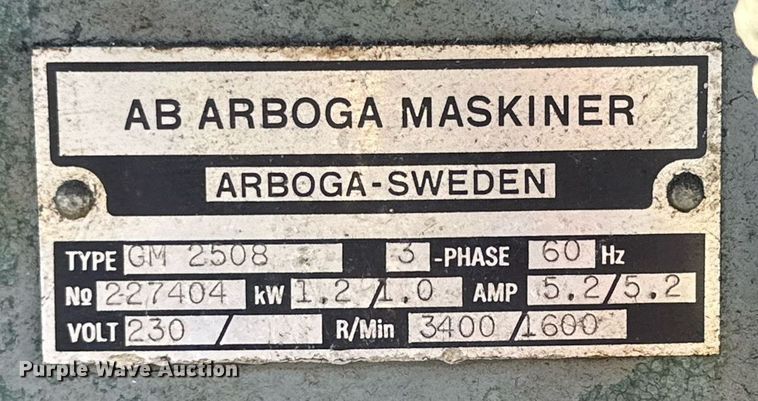 AB ARBOGA MASKINER
ARBOGA-SWEDEN
TYPE GM 2508 3 -PHASE 60 Hz
№ 227404 kW 1.2/1.0 AMP 5.2/5.2
VOLT 230/ R/Min 3400/1600
Purple Wave Auction